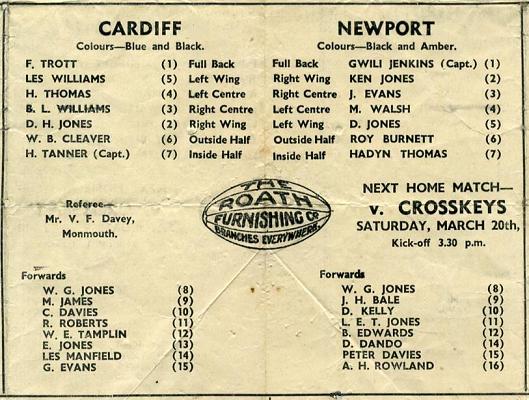 CARDIFF
Colours—Blue and Black.
F. TROTT (1) Full Back
LES WILLIAMS (5) Left Wing
H. THOMAS (4) Left Centre
B. L. WILLIAMS (3) Right Centre
D. H. JONES (2) Right Wing
W. B. CLEAVER (6) Outside Half
H. TANNER (Capt.) (7) Inside Half
NEWPORT
Colours—Black and Amber.
Full Back GWILI JENKINS (Capt.) (1)
Right Wing KEN JONES (2)
Right Centre J. EVANS (3)
Left Centre M. WALSH (4)
Left Wing D. JONES (5)
Outside Half ROY BURNETT (6)
Inside Half HADYN THOMAS (7)
Referee—
Mr. V. F. Davey,
Monmouth.
THE
ROATH
FURNISHING Co
BRANCHES EVERYWHERE.
NEXT HOME MATCH—
v. CROSSKEYS
SATURDAY, MARCH 20th,
Kick-off 3.30 p.m.
Forwards
W. G. JONES (8)
M. JAMES (9)
C. DAVIES (10)
R. ROBERTS (11)
W. E. TAMPLIN (12)
E. JONES (13)
LES MANFIELD (14)
G. EVANS (15)
Forwards
W. G. JONES (8)
J. H. BALE (9)
D. KELLY (10)
L. E. T. JONES (11)
B. EDWARDS (12)
D. DANDO (14)
PETER DAVIES (15)
A. H. ROWLAND (16)